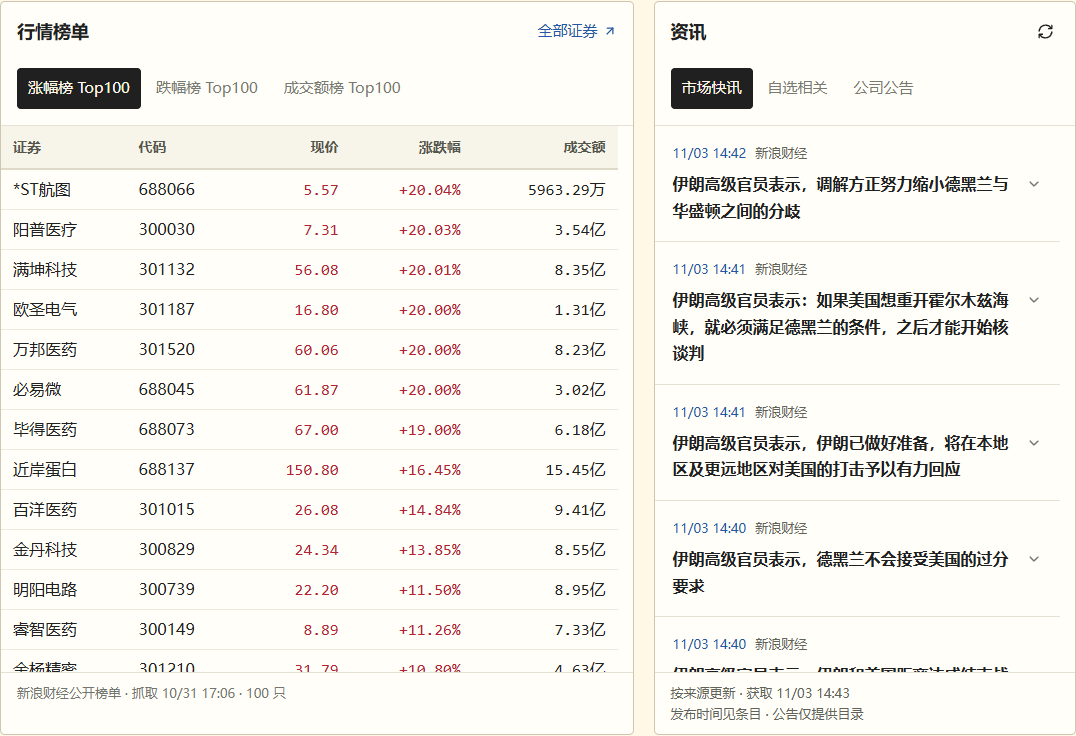 行情榜单
全部证券 ↗
涨幅榜 Top100 跌幅榜 Top100 成交额榜 Top100
证券 代码 现价 涨跌幅 成交额
*ST航图 688066 5.57 +20.04% 5963.29万
阳普医疗 300030 7.31 +20.03% 3.54亿
满坤科技 301132 56.08 +20.01% 8.35亿
欧圣电气 301187 16.80 +20.00% 1.31亿
万邦医药 301520 60.06 +20.00% 8.23亿
必易微 688045 61.87 +20.00% 3.02亿
毕得医药 688073 67.00 +19.00% 6.18亿
近岸蛋白 688137 150.80 +16.45% 15.45亿
百洋医药 301015 26.08 +14.84% 9.41亿
金丹科技 300829 24.34 +13.85% 8.55亿
明阳电路 300739 22.20 +11.50% 8.95亿
睿智医药 300149 8.89 +11.26% 7.33亿
金杨精密 301210 31.79 +10.80% 4.63亿
新浪财经公开榜单 · 抓取 10/31 17:06 · 100 只
资讯
市场快讯 自选相关 公司公告
11/03 14:42 新浪财经
伊朗高级官员表示，调解方正努力缩小德黑兰与
华盛顿之间的分歧
11/03 14:41 新浪财经
伊朗高级官员表示：如果美国想重开霍尔木兹海
峡，就必须满足德黑兰的条件，之后才能开始核
谈判
11/03 14:41 新浪财经
伊朗高级官员表示，伊朗已做好准备，将在本地
区及更远地区对美国的打击予以有力回应
11/03 14:40 新浪财经
伊朗高级官员表示，德黑兰不会接受美国的过分
要求
11/03 14:40 新浪财经
按来源更新 · 获取 11/03 14:43
发布时间见条目 · 公告仅提供目录